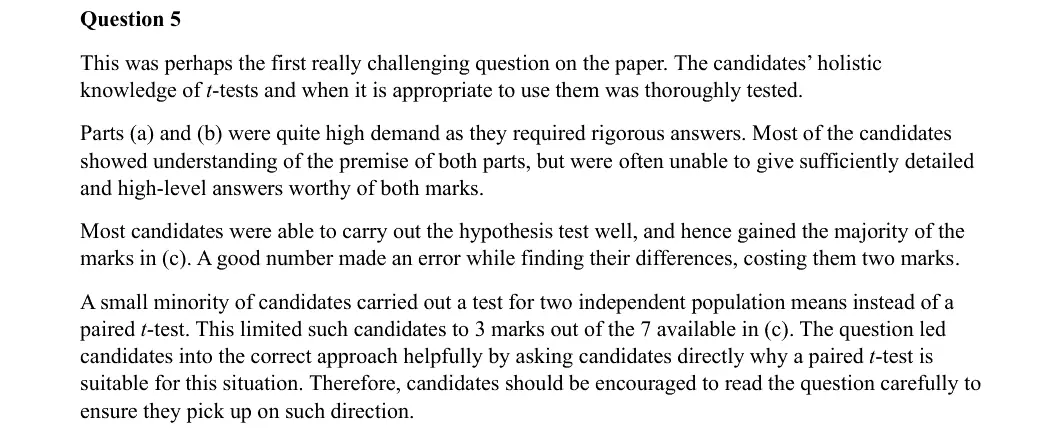 Question 5
This was perhaps the first really challenging question on the paper. The candidates’ holistic
knowledge of t-tests and when it is appropriate to use them was thoroughly tested.
Parts (a) and (b) were quite high demand as they required rigorous answers. Most of the candidates
showed understanding of the premise of both parts, but were often unable to give sufficiently detailed
and high-level answers worthy of both marks.
Most candidates were able to carry out the hypothesis test well, and hence gained the majority of the
marks in (c). A good number made an error while finding their differences, costing them two marks.
A small minority of candidates carried out a test for two independent population means instead of a
paired t-test. This limited such candidates to 3 marks out of the 7 available in (c). The question led
candidates into the correct approach helpfully by asking candidates directly why a paired t-test is
suitable for this situation. Therefore, candidates should be encouraged to read the question carefully to
ensure they pick up on such direction.